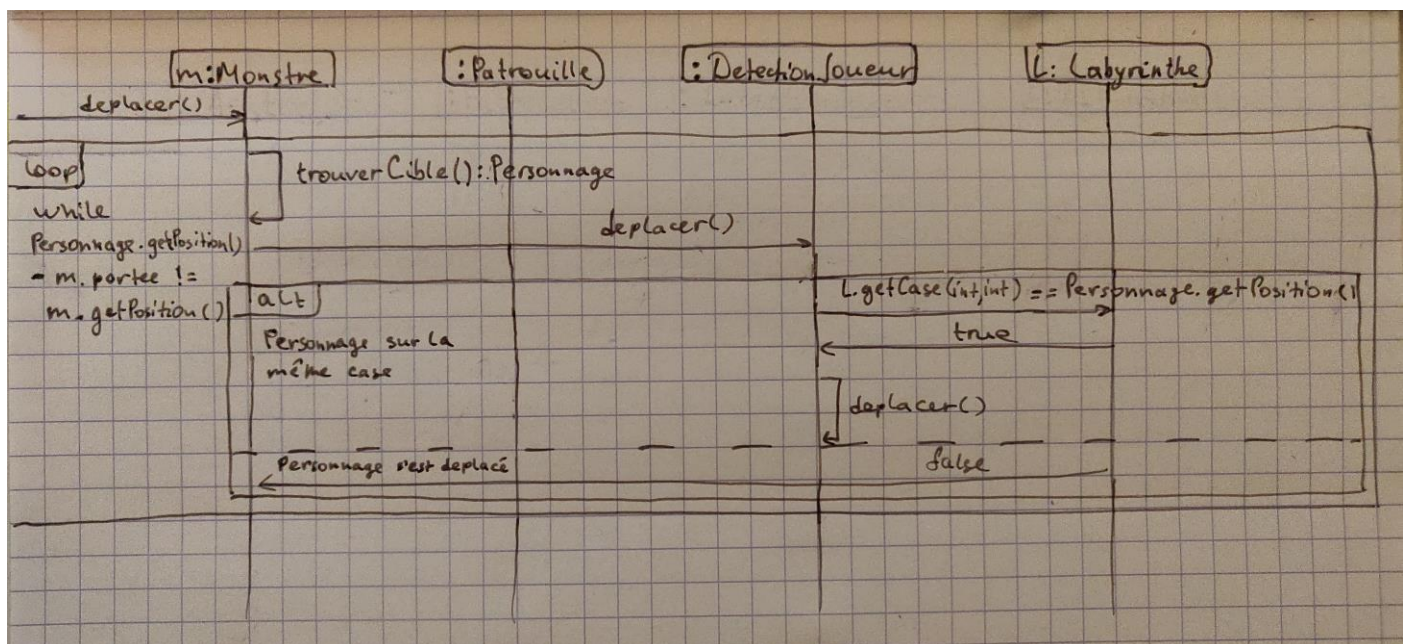 m:Monstre
:Patrouille
:DetectionJoueur
L: Labyrinthe
deplacer()
loop
trouverCible():Personnage
while
Personnage.getPosition()
- m.portee !=
m.getPosition()
deplacer()
alt
L.getCase(int,int) == Personnage.getPosition()
Personnage sur la
même case
true
deplacer()
Personnage s'est deplacé
false